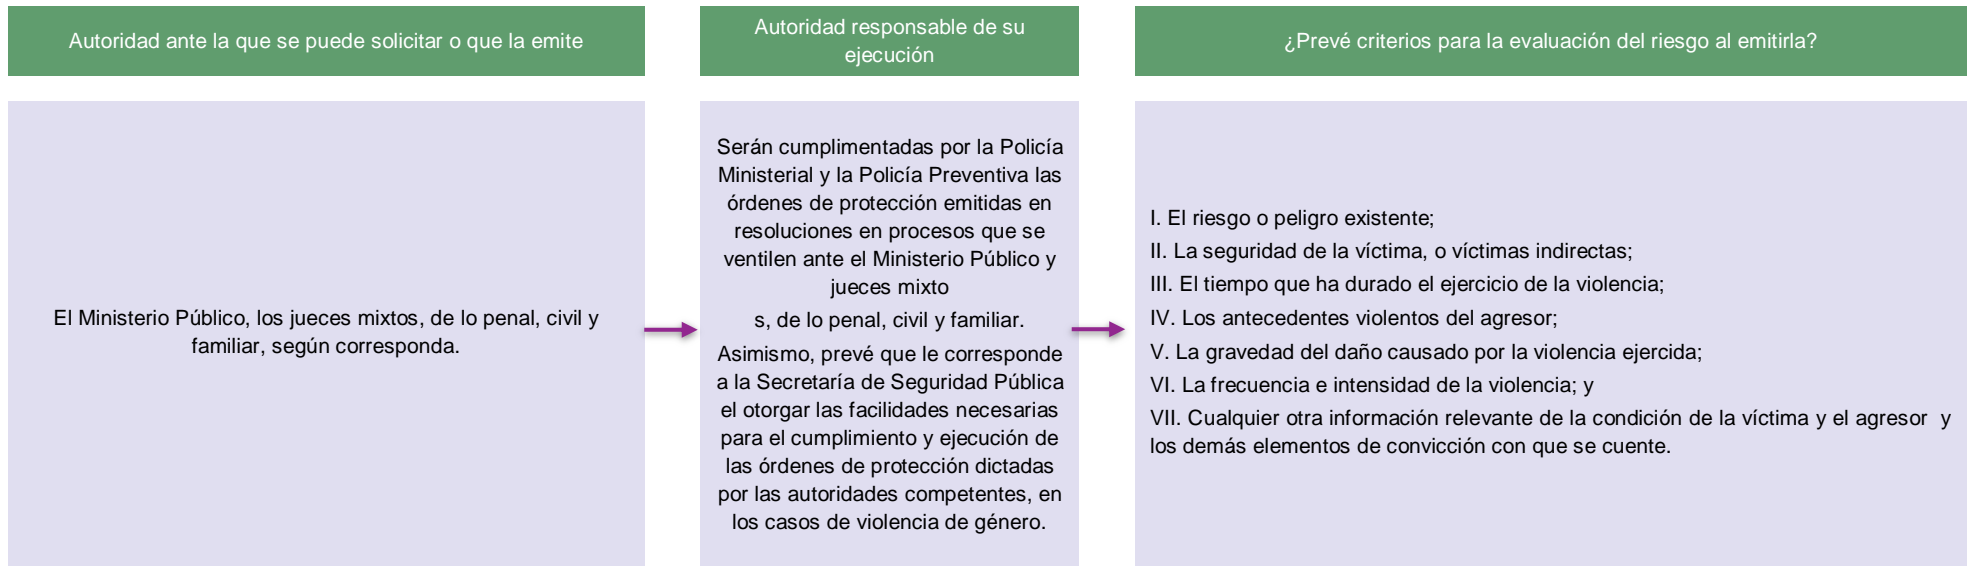 Autoridad ante la que se puede solicitar o que la emite
Autoridad responsable de su
ejecución
¿Prevé criterios para la evaluación del riesgo al emitirla?
El Ministerio Público, los jueces mixtos, de lo penal, civil y
familiar, según corresponda.
Serán cumplimentadas por la Policía
Ministerial y la Policía Preventiva las
órdenes de protección emitidas en
resoluciones en procesos que se
ventilen ante el Ministerio Público y
jueces mixto
s, de lo penal, civil y familiar.
Asimismo, prevé que le corresponde
a la Secretaría de Seguridad Pública
el otorgar las facilidades necesarias
para el cumplimiento y ejecución de
las órdenes de protección dictadas
por las autoridades competentes, en
los casos de violencia de género.
I. El riesgo o peligro existente;
II. La seguridad de la víctima, o víctimas indirectas;
III. El tiempo que ha durado el ejercicio de la violencia;
IV. Los antecedentes violentos del agresor;
V. La gravedad del daño causado por la violencia ejercida;
VI. La frecuencia e intensidad de la violencia; y
VII. Cualquier otra información relevante de la condición de la víctima y el agresor  y
los demás elementos de convicción con que se cuente.